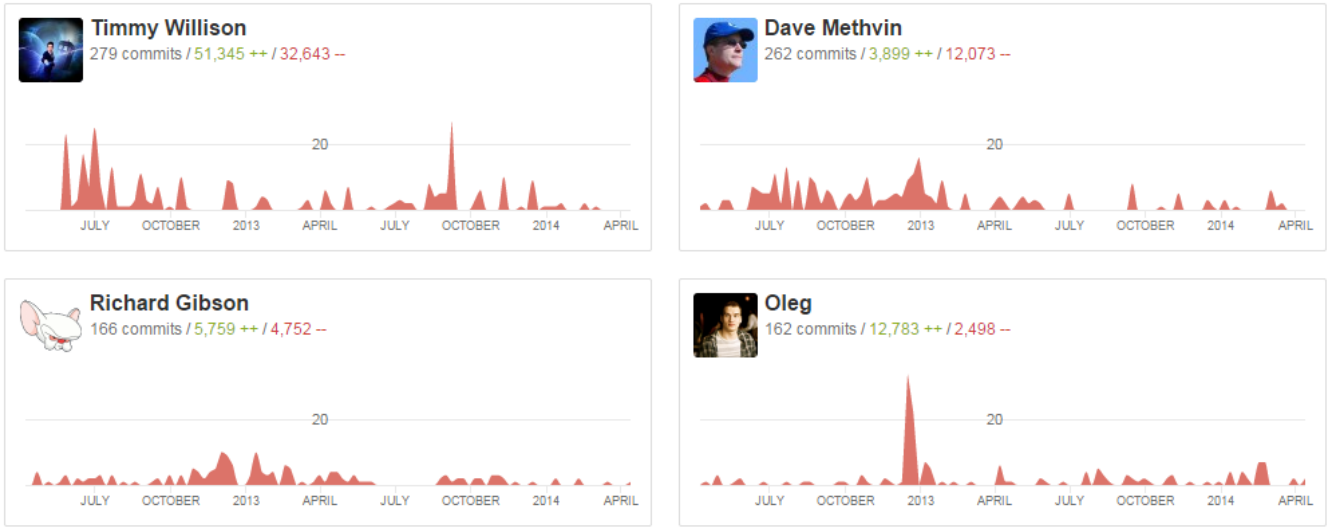 Timmy Willison
279 commits / 51,345 ++ / 32,643 --
20
JULY OCTOBER 2013 APRIL JULY OCTOBER 2014 APRIL
Dave Methvin
262 commits / 3,899 ++ / 12,073 --
20
JULY OCTOBER 2013 APRIL JULY OCTOBER 2014 APRIL
Richard Gibson
166 commits / 5,759 ++ / 4,752 --
20
JULY OCTOBER 2013 APRIL JULY OCTOBER 2014 APRIL
Oleg
162 commits / 12,783 ++ / 2,498 --
20
JULY OCTOBER 2013 APRIL JULY OCTOBER 2014 APRIL